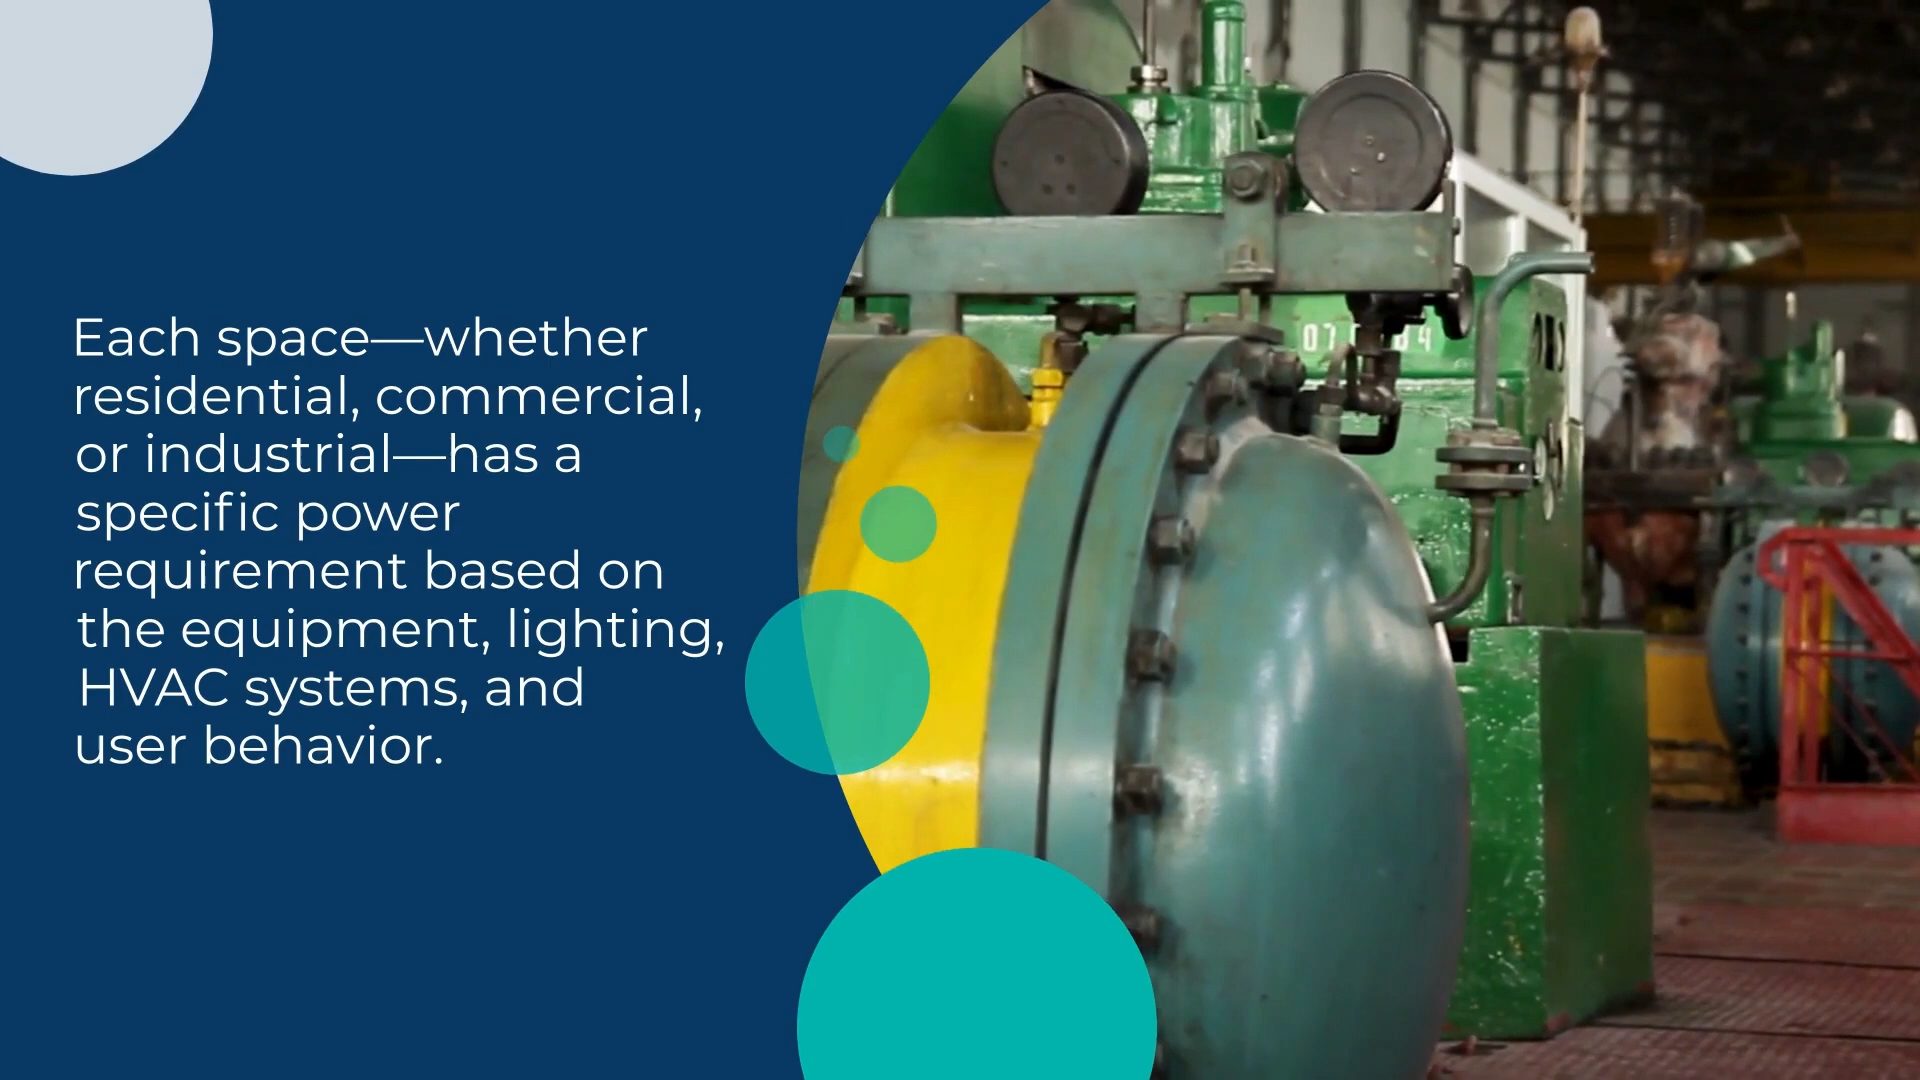 Each space—whether
residential, commercial,
or industrial—has a
specific power
requirement based on
the equipment, lighting,
HVAC systems, and
user behavior.